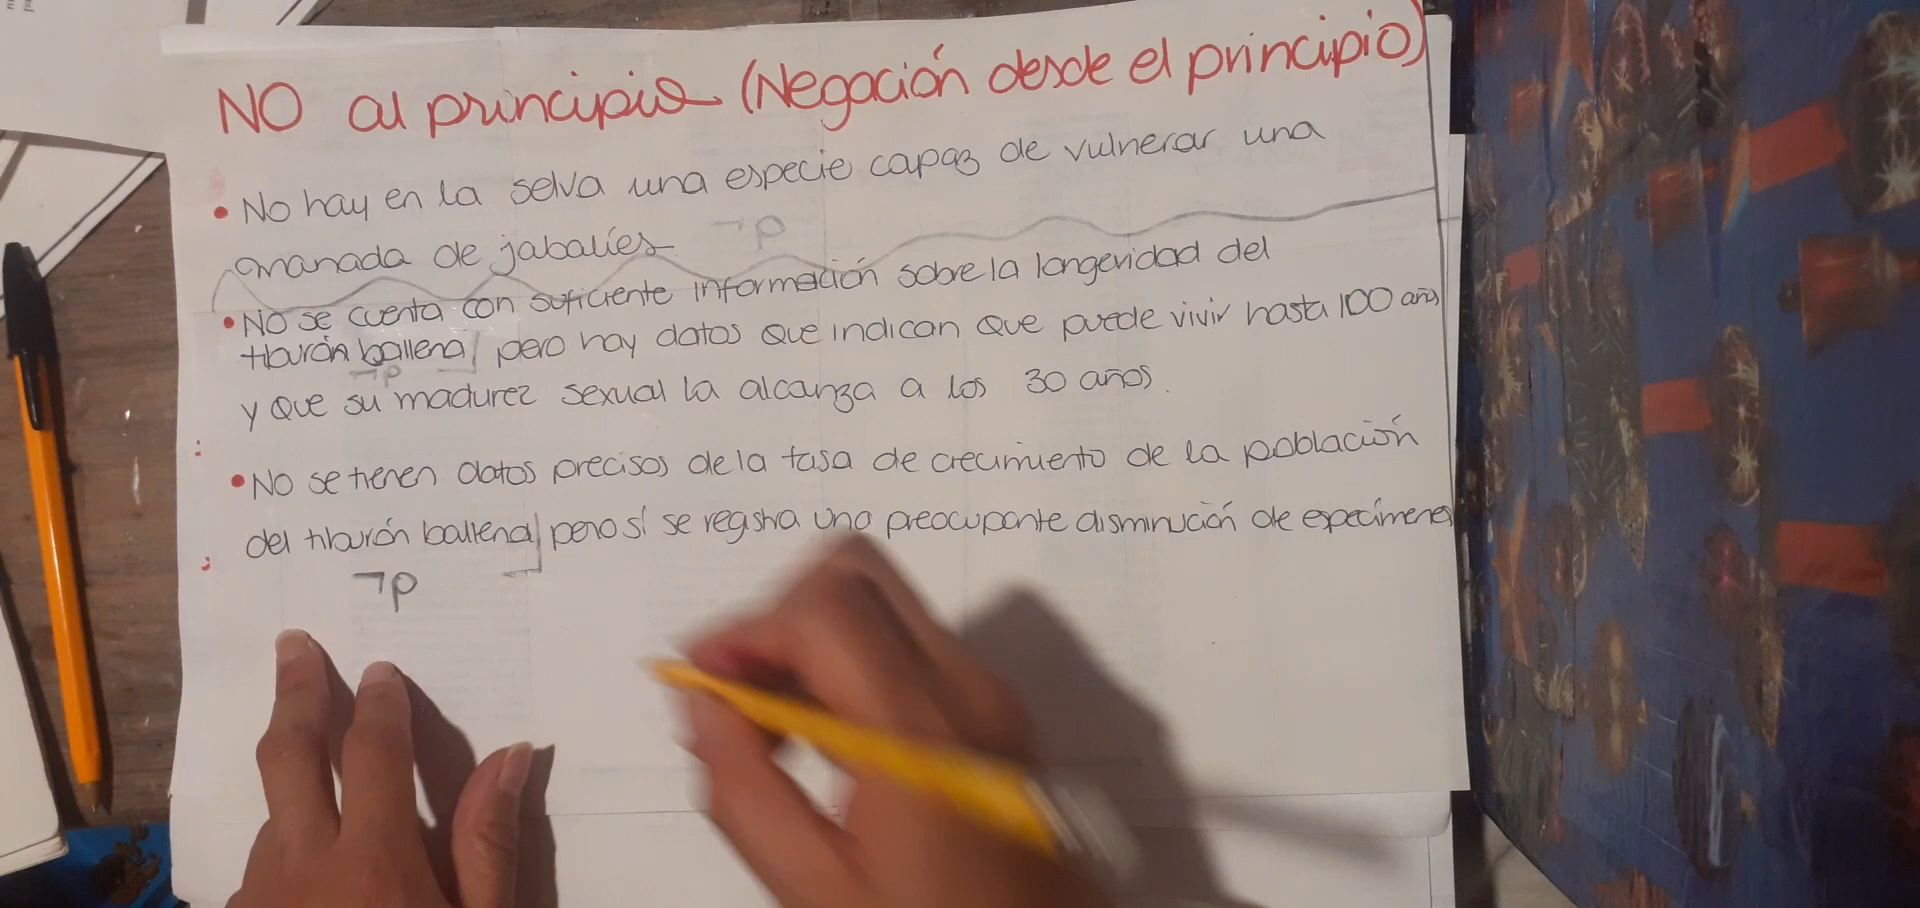 NO al principio (Negación desde el principio)
• No hay en la selva una especie capaz de vulnerar una
manada de jabalíes. ¬p
• No se cuenta con suficiente información sobre la longevidad del
tiburón ballena, pero hay datos que indican que puede vivir hasta 100 años
¬p
y que su madurez sexual la alcanza a los 30 años.
• No se tienen datos precisos de la tasa de crecimiento de la población
del tiburón ballena, pero sí se registra una preocupante disminución de especímenes
¬p